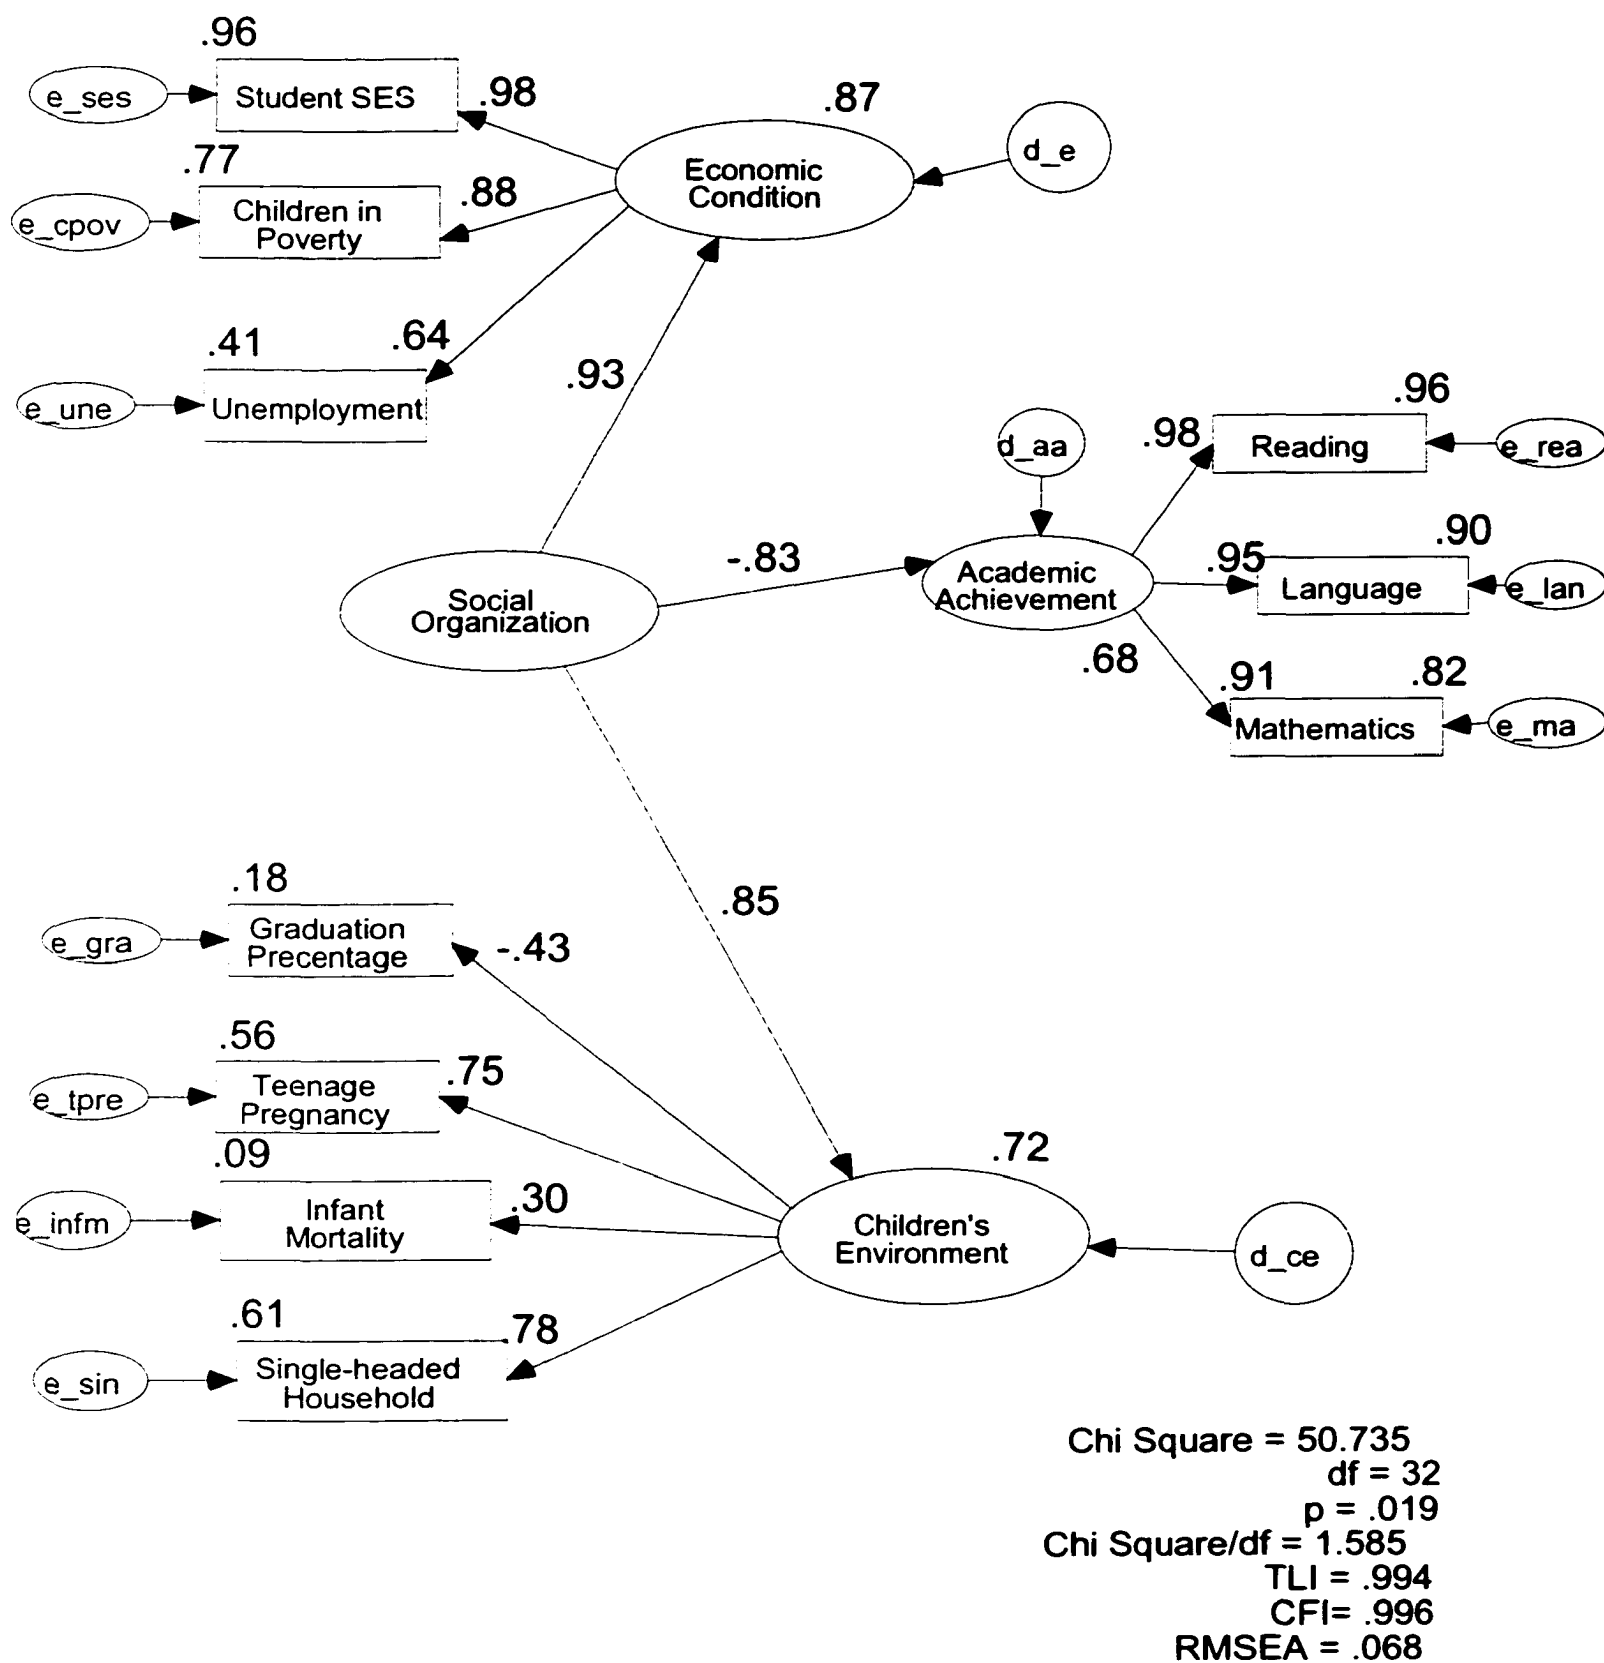 .96
e_ses
Student SES
.98
.87
d_e
Economic
Condition
.77
e_cpov
Children in
Poverty
.88
.41
.64
e_une
Unemployment
.93
d_aa
.98
.96
Reading
e_rea
-.83
Academic
Achievement
.95
.90
Language
e_lan
Social
Organization
.68
.91
.82
Mathematics
e_ma
.85
.18
e_gra
Graduation
Precentage
-.43
.56
e_tpre
Teenage
Pregnancy
.75
.09
e_infm
Infant
Mortality
.30
.72
Children's
Environment
d_ce
.61
e_sin
Single-headed
Household
.78
Chi Square = 50.735
df = 32
p = .019
Chi Square/df = 1.585
TLI = .994
CFI= .996
RMSEA = .068